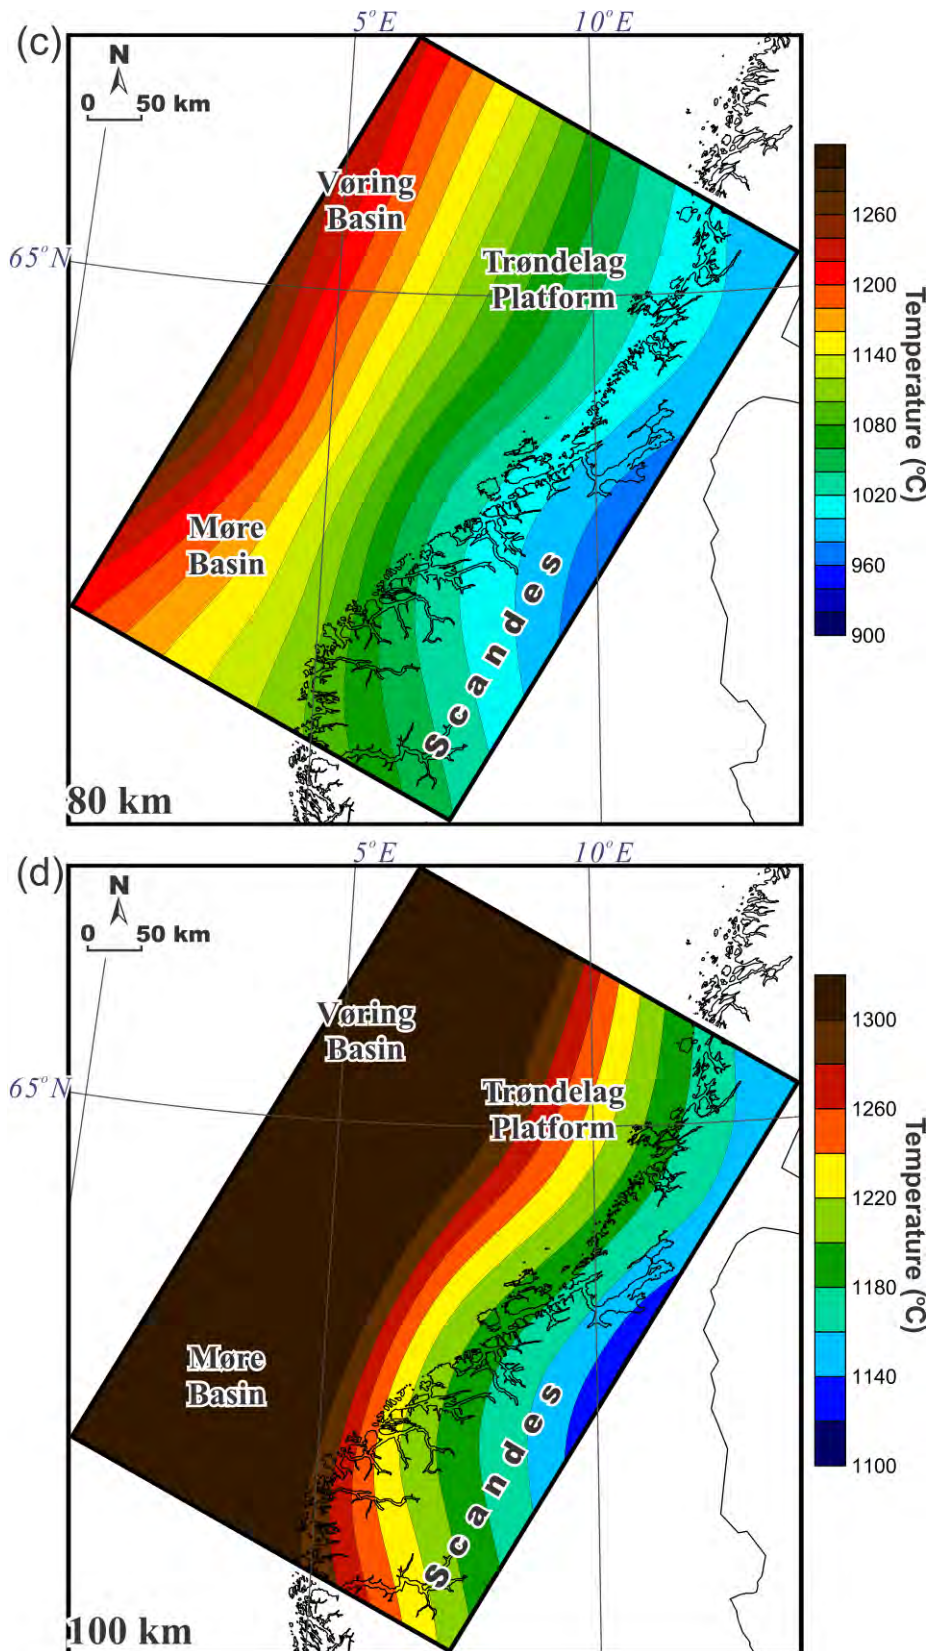 (c)
5°E
10°E
N
0 50 km
Vøring
Basin
65°N
Trøndelag
Platform
Møre
Basin
Scandes
80 km
1260
1200
1140
1080
1020
960
900
Temperature (°C)
(d)
5°E
10°E
N
0 50 km
Vøring
Basin
65°N
Trøndelag
Platform
Møre
Basin
Scandes
100 km
1300
1260
1220
1180
1140
1100
Temperature (°C)